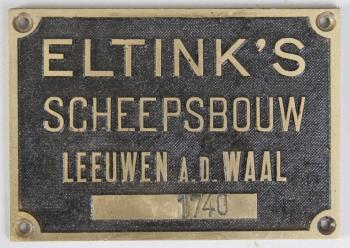 ELTINK'S
SCHEEPSBOUW
LEEUWEN A.D. WAAL
1740